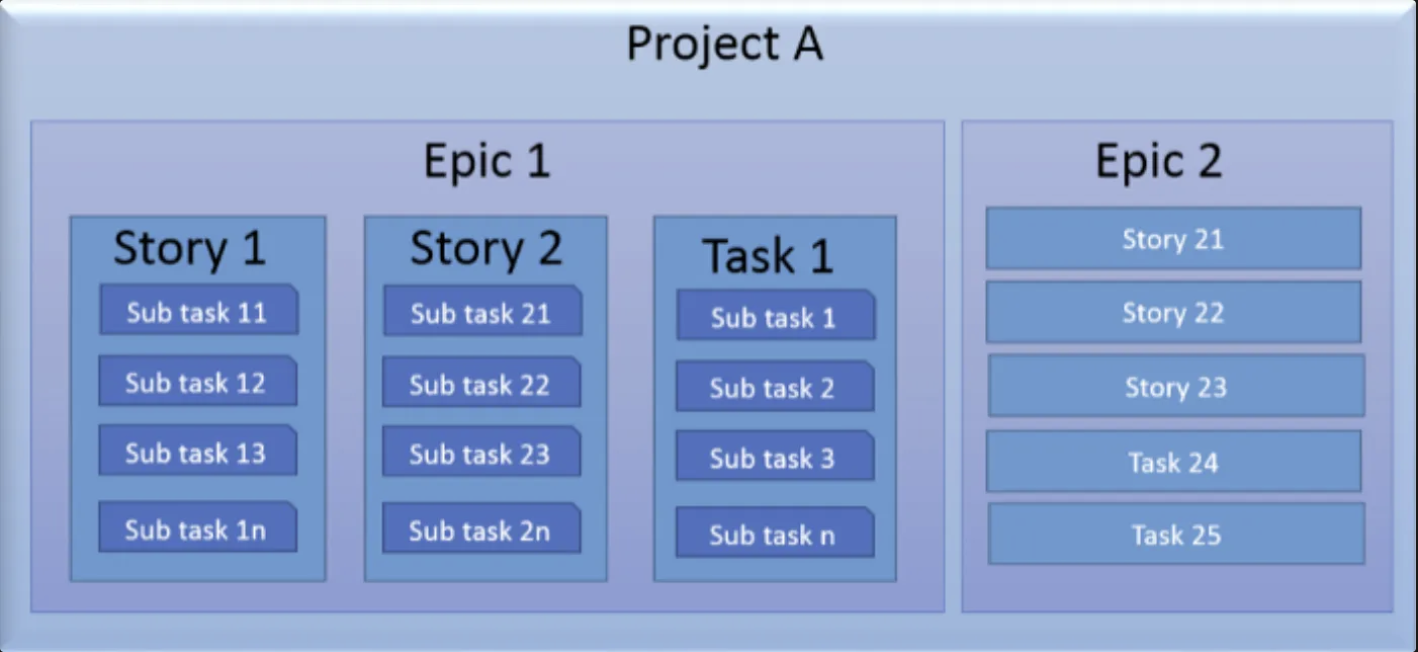 Project A
Epic 1
Story 1
Sub task 11
Sub task 12
Sub task 13
Sub task 1n
Story 2
Sub task 21
Sub task 22
Sub task 23
Sub task 2n
Task 1
Sub task 1
Sub task 2
Sub task 3
Sub task n
Epic 2
Story 21
Story 22
Story 23
Task 24
Task 25